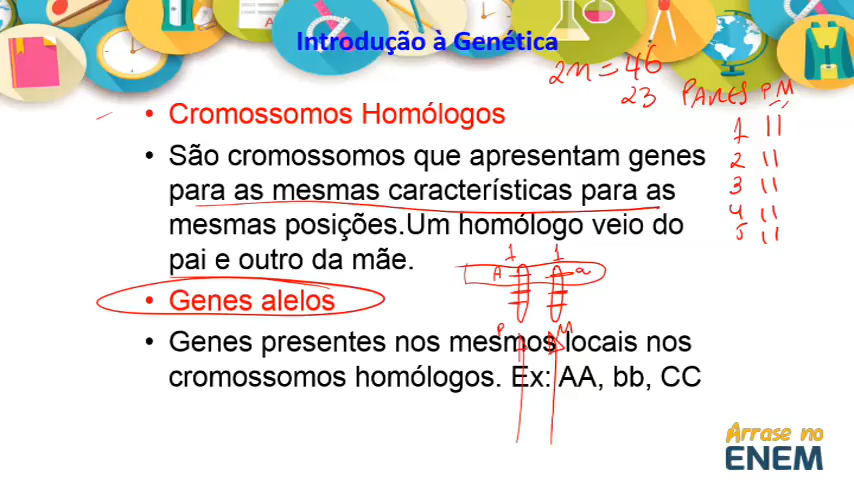 Introdução à Genética
2n = 46
23 PARES P M
• Cromossomos Homólogos
1
• São cromossomos que apresentam genes
2
para as mesmas características para as
3
mesmas posições.Um homólogo veio do
4
5
pai e outro da mãe.
1 1
A a
• Genes alelos
P M
• Genes presentes nos mesmos locais nos
cromossomos homólogos. Ex: AA, bb, CC
Arrase no
ENEM